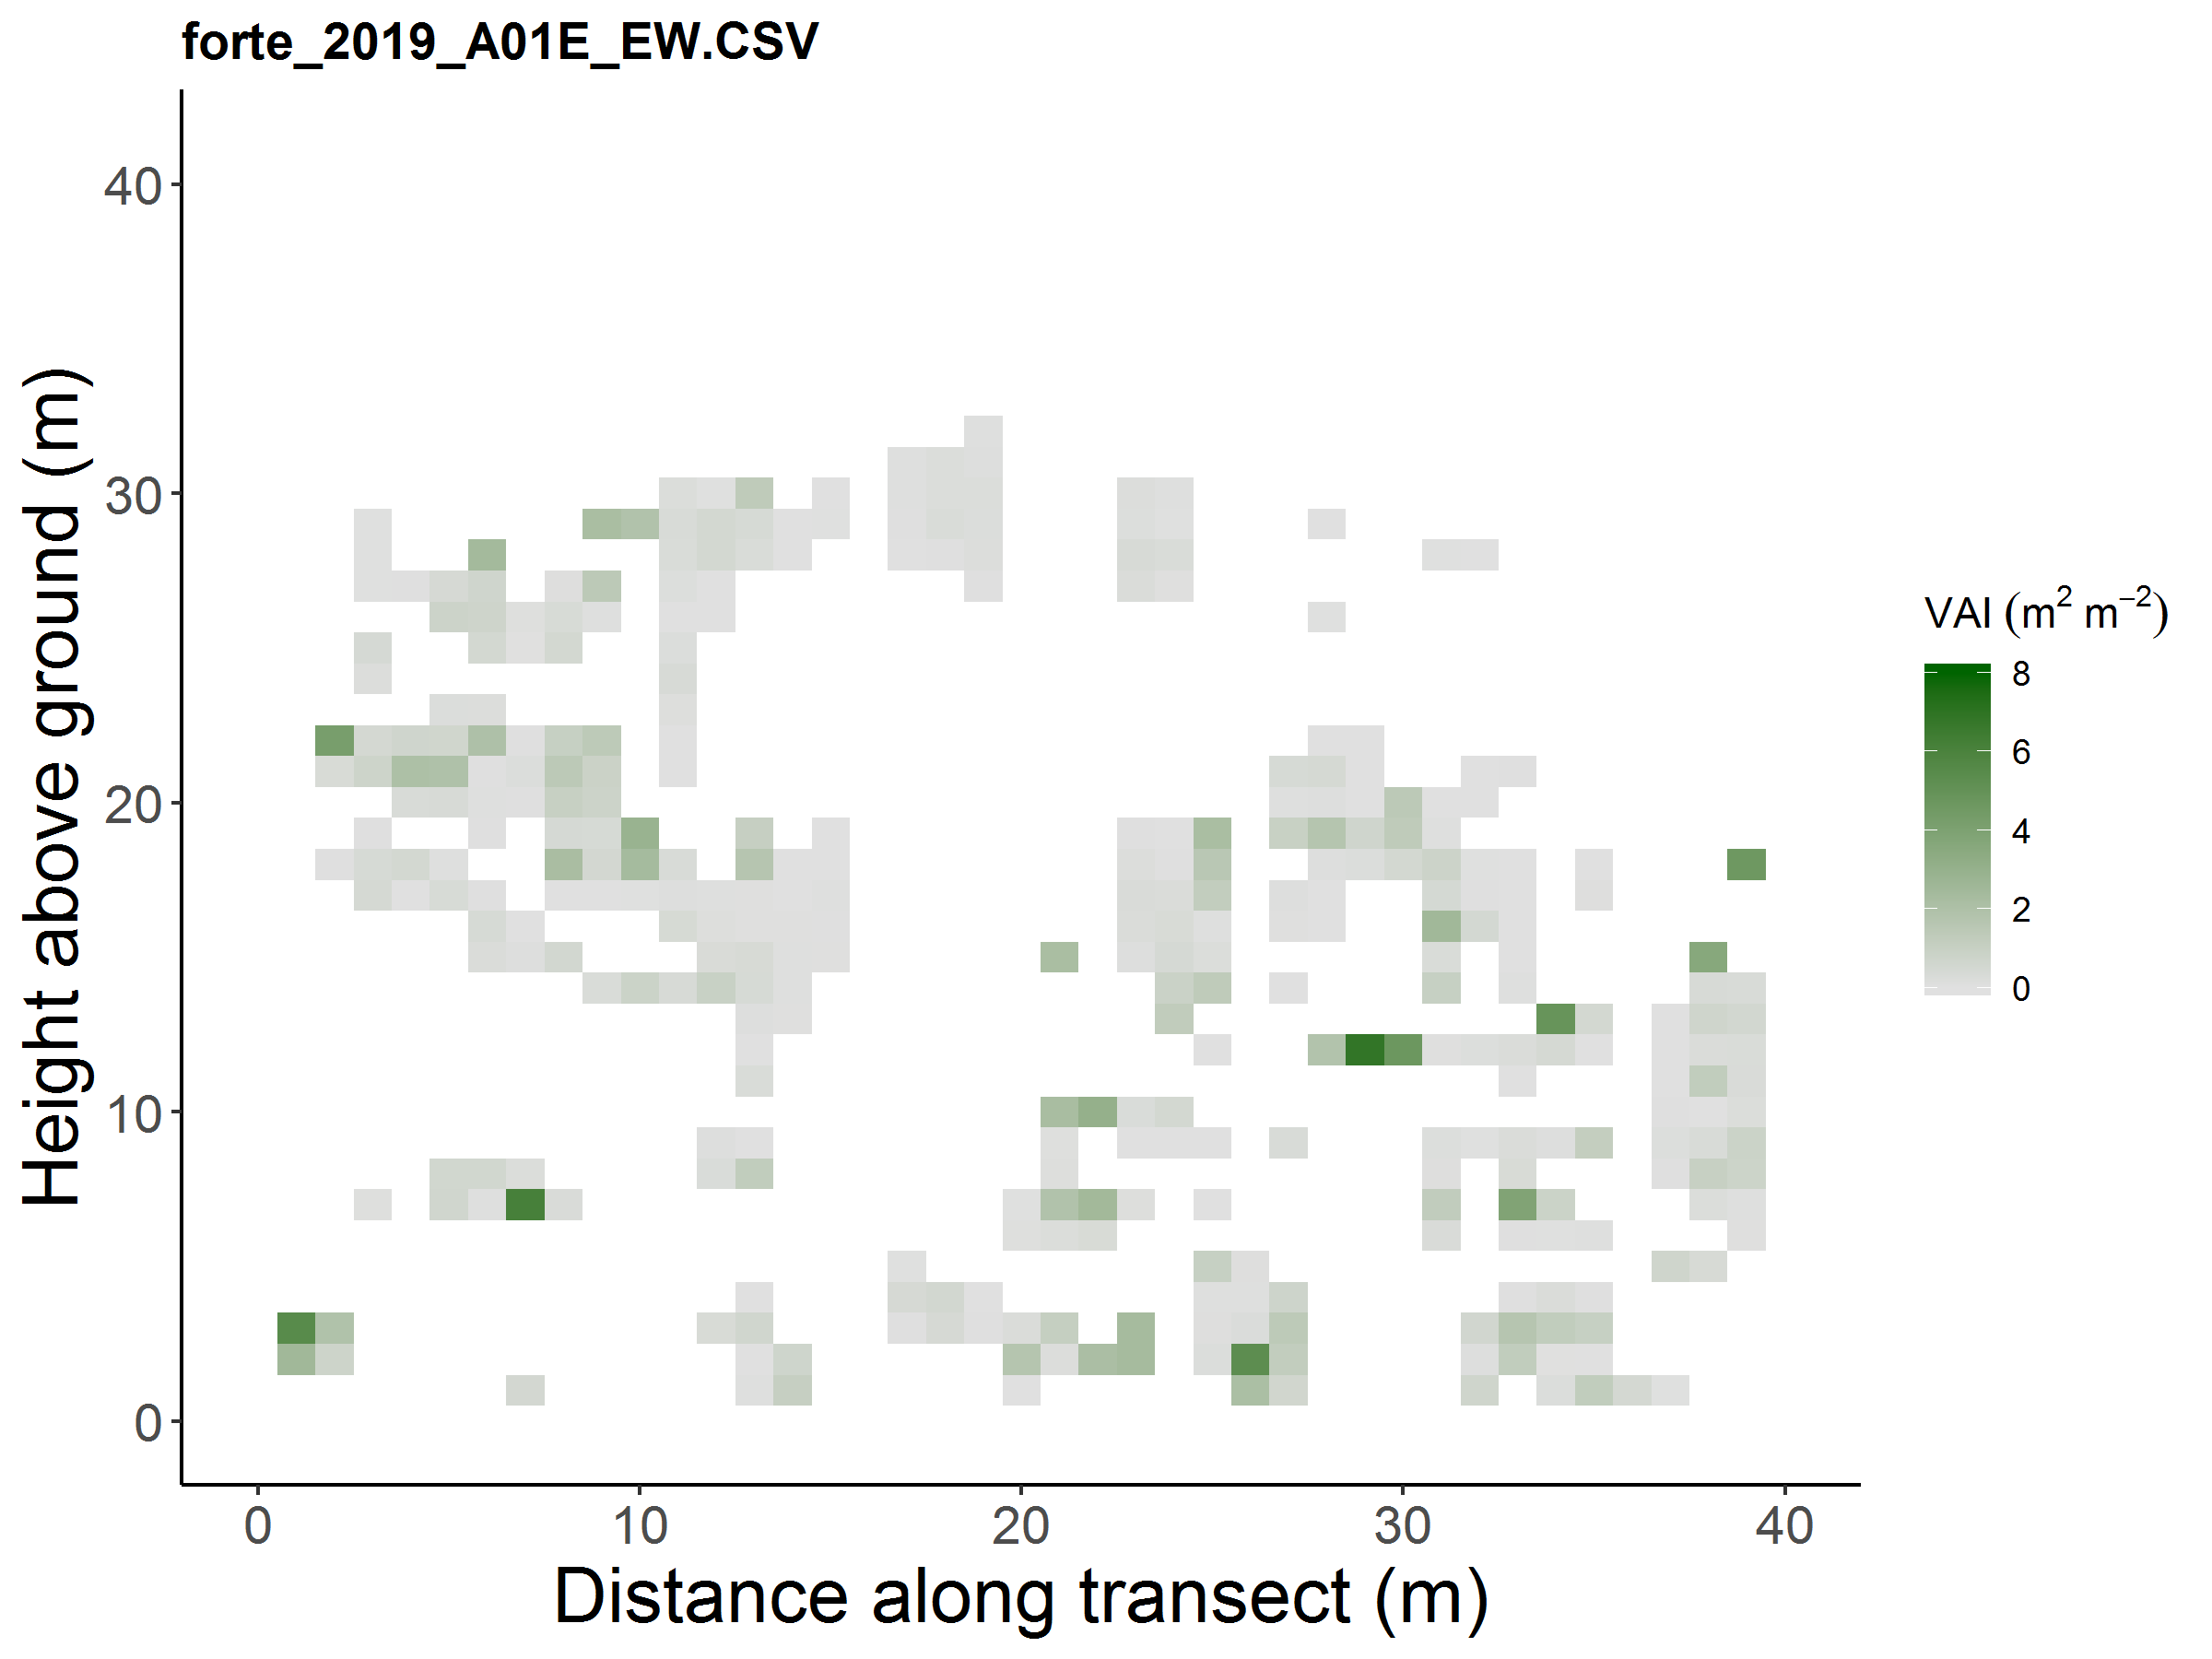 forte_2019_A01E_EW.CSV
Height above ground (m)
40
30
20
10
0
0 10 20 30 40
Distance along transect (m)
VAI (m² m⁻²)
8
6
4
2
0